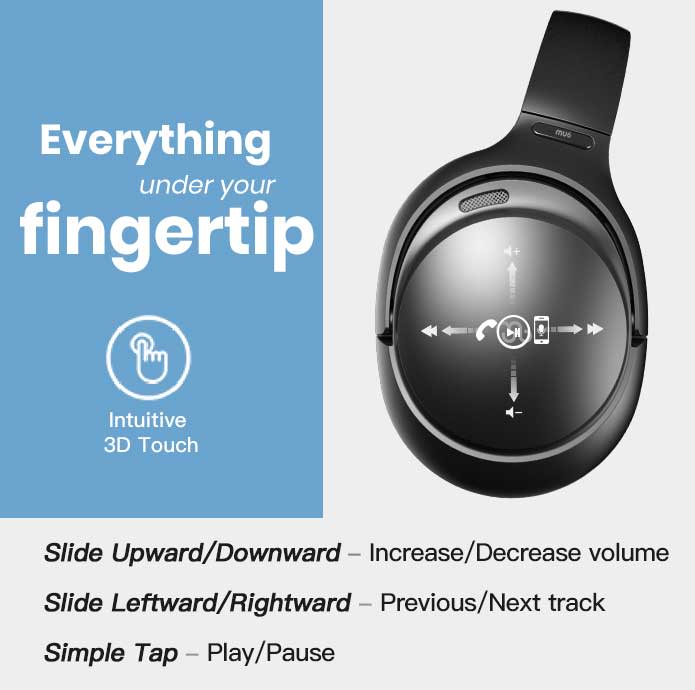 Everything
under your
fingertip
Intuitive
3D Touch
mu6
Slide Upward/Downward – Increase/Decrease volume
Slide Leftward/Rightward – Previous/Next track
Simple Tap – Play/Pause